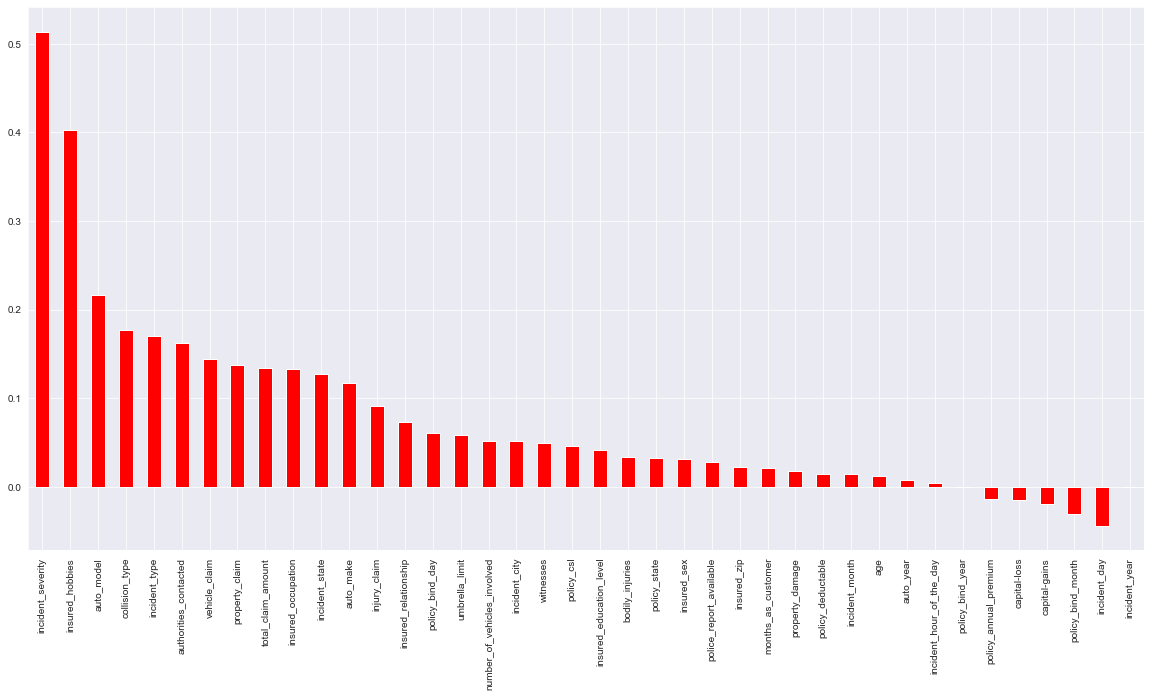 0.5
0.4
0.3
0.2
0.1
0.0
incident_severity
insured_hobbies
auto_model
collision_type
incident_type
authorities_contacted
vehicle_claim
property_claim
total_claim_amount
insured_occupation
incident_state
auto_make
injury_claim
insured_relationship
policy_bind_day
umbrella_limit
number_of_vehicles_involved
incident_city
witnesses
policy_csl
insured_education_level
bodily_injuries
policy_state
insured_sex
police_report_available
insured_zip
months_as_customer
property_damage
policy_deductable
incident_month
age
auto_year
incident_hour_of_the_day
policy_bind_year
policy_annual_premium
capital-loss
capital-gains
policy_bind_month
incident_day
incident_year